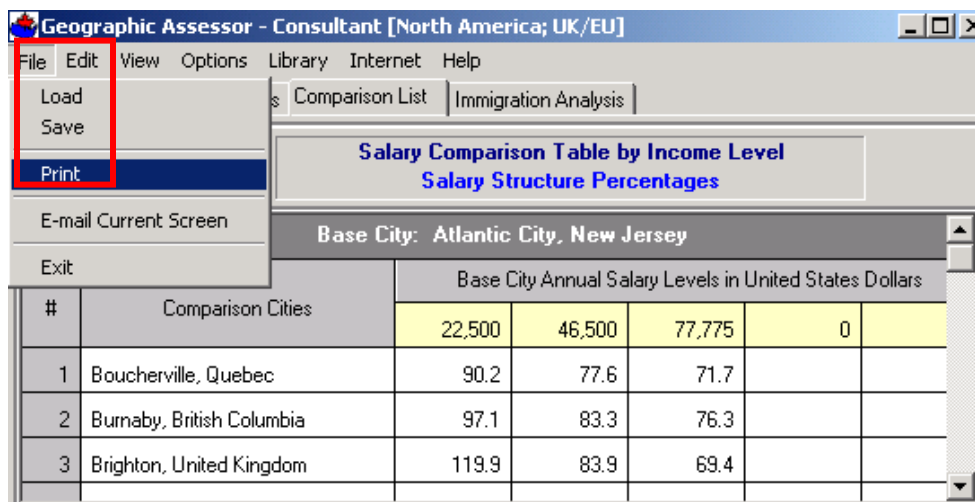 Geographic Assessor - Consultant [North America; UK/EU]
File Edit View Options Library Internet Help
Load
Save
Print
E-mail Current Screen
Exit
s Comparison List Immigration Analysis
Salary Comparison Table by Income Level
Salary Structure Percentages
Base City: Atlantic City, New Jersey
# Comparison Cities Base City Annual Salary Levels in United States Dollars
22,500 46,500 77,775 0
1 Boucherville, Quebec 90.2 77.6 71.7
2 Burnaby, British Columbia 97.1 83.3 76.3
3 Brighton, United Kingdom 119.9 83.9 69.4